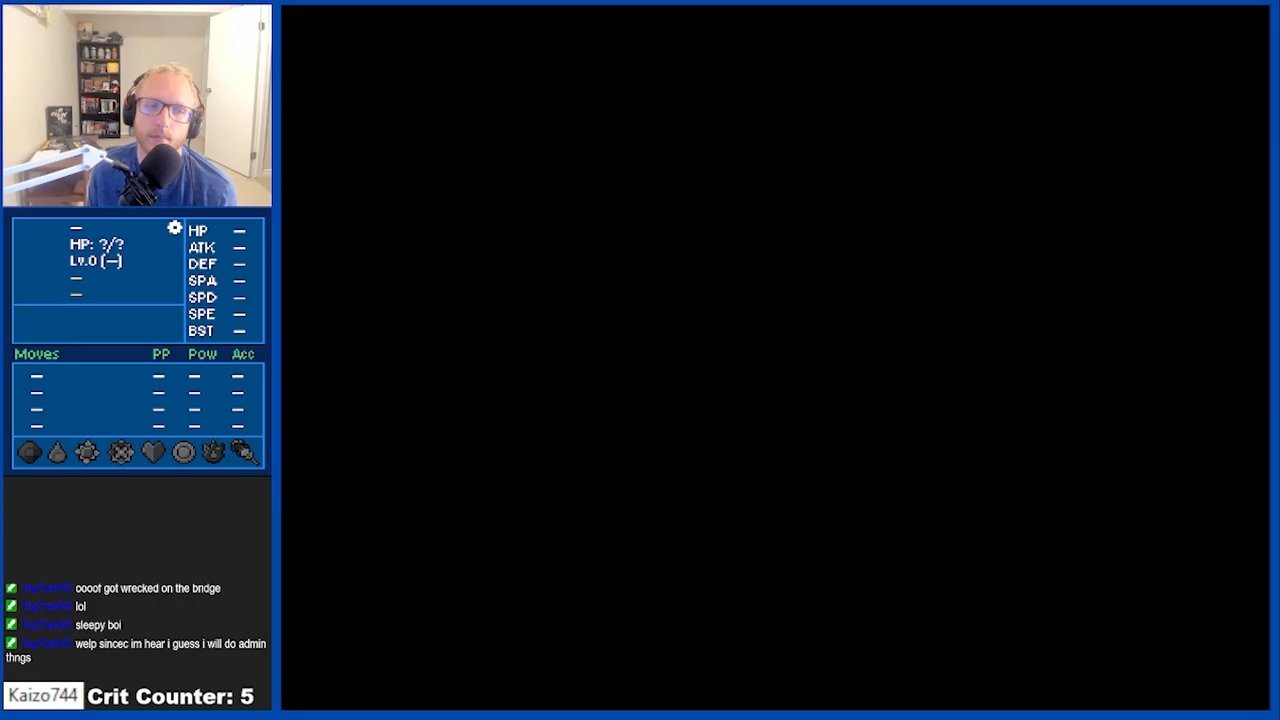 HP: ?/?
Lv.0 (—)
HP —
ATK —
DEF —
SPA —
SPD —
SPE —
BST —
Moves PP Pow Acc
— — — —
— — — —
— — — —
— — — —
oooof got wrecked on the bridge
lol
sleepy boi
welp sincec im hear i guess i will do admin
thngs
Kaizo744 Crit Counter: 5